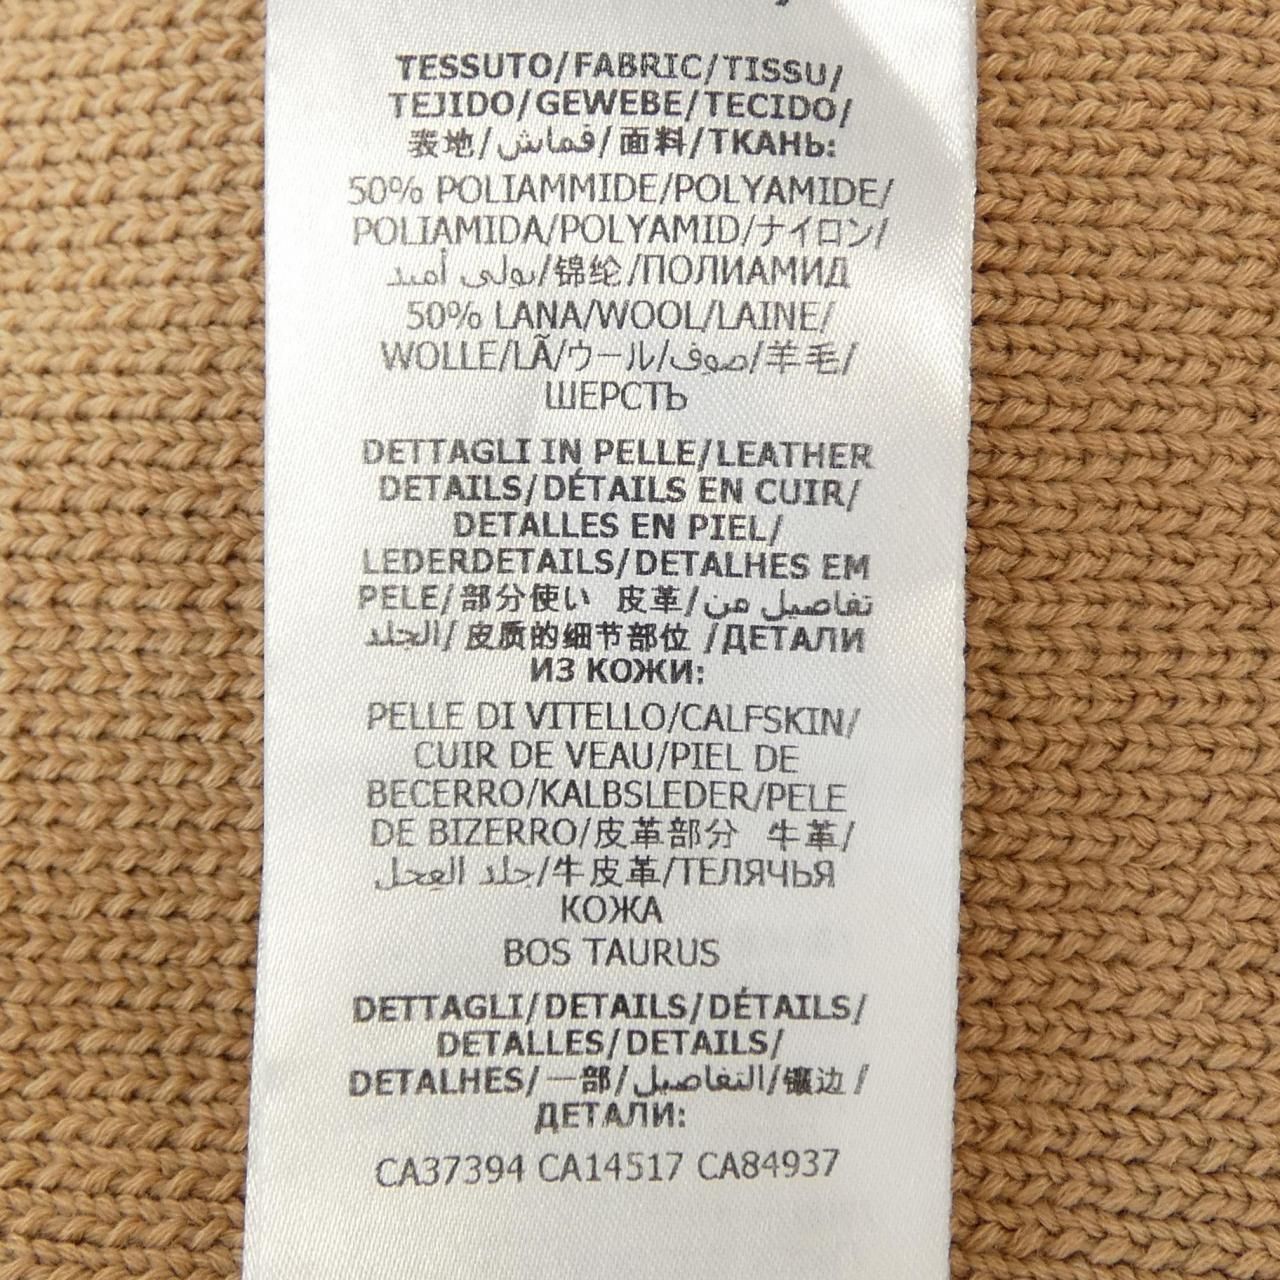 TESSUTO/FABRIC/TISSU/
TEJIDO/GEWEBE/TECIDO/
表地/قماش/面料/ТКАНЬ:
50% POLIAMMIDE/POLYAMIDE/
POLIAMIDA/POLYAMID/ナイロン/
بولي أميد/锦纶/ПОЛИАМИД
50% LANA/WOOL/LAINE/
WOLLE/LÃ/ウール/صوف/羊毛/
ШЕРСТЬ
DETTAGLI IN PELLE/LEATHER
DETAILS/DÉTAILS EN CUIR/
DETALLES EN PIEL/
LEDERDETAILS/DETALHES EM
PELE/部分使い 皮革/تفاصيل من
الجلد/皮质的细节部位 /ДЕТАЛИ
ИЗ КОЖИ:
PELLE DI VITELLO/CALFSKIN/
CUIR DE VEAU/PIEL DE
BECERRO/KALBSLEDER/PELE
DE BIZERRO/皮革部分 牛革/
جلد العجل/牛皮革/ТЕЛЯЧЬЯ
КОЖА
BOS TAURUS
DETTAGLI/DETAILS/DÉTAILS/
DETALLES/DETAILS/
DETALHES/一部/التفاصيل/镶边 /
ДЕТАЛИ:
CA37394 CA14517 CA84937